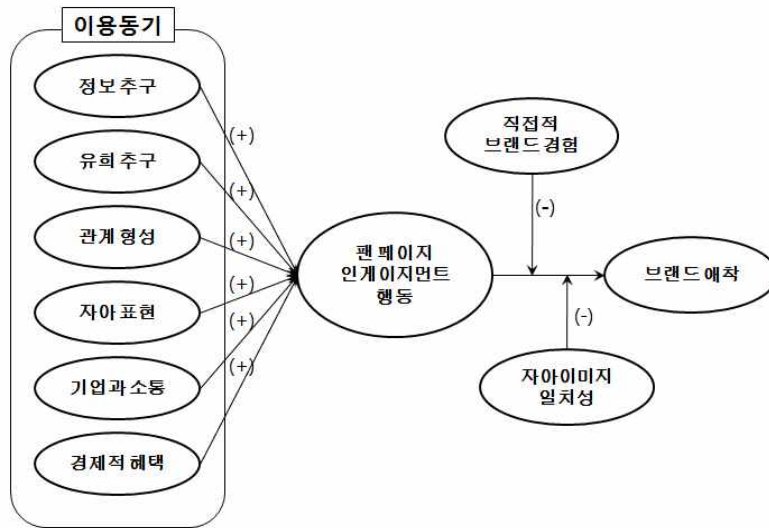 이용동기
정보 추구
유희 추구
관계 형성
자아 표현
기업과 소통
경제적 혜택
(+)
(+)
(+)
(+)
(+)
(+)
팬 페이지
인게이지먼트
행동
직접적
브랜드 경험
(-)
브랜드 애착
(-)
자아이미지
일치성